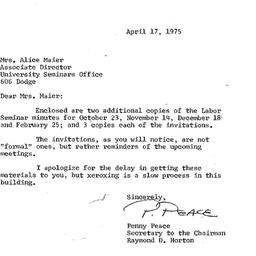 April 17, 1975
Mrs. Alice Maier
Associate Director
University Seminars Office
606 Dodge
Dear Mrs. Maier:
Enclosed are two additional copies of the Labor
Seminar minutes for October 23, November 14, December 18
and February 25; and 3 copies each of the invitations.
The invitations, as you will notice, are not
"formal" ones, but rather reminders of the upcoming
meetings.
I apologize for the delay in getting these
materials to you, but xeroxing is a slow process in this
building.
Sincerely,
P. PEACE
Penny Peace
Secretary to the Chairman
Raymond D. Horton